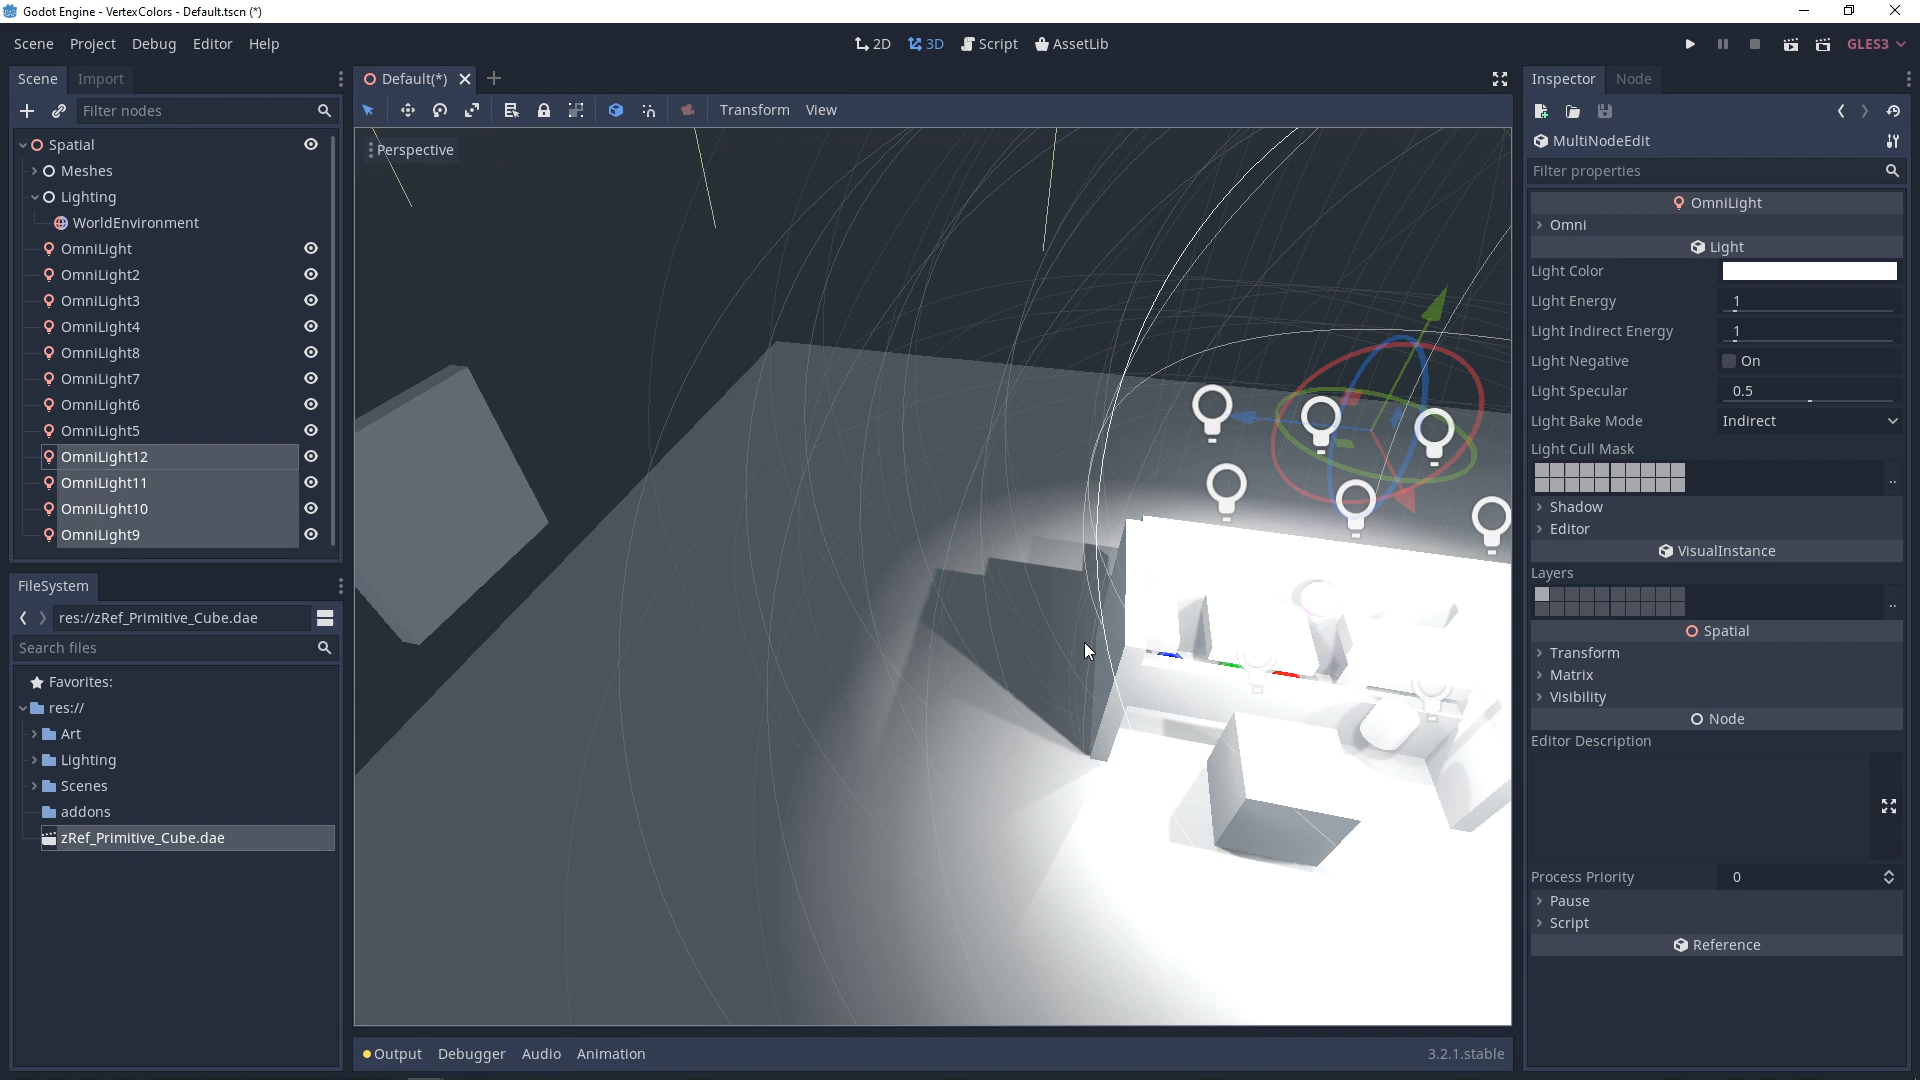 Godot Engine - VertexColors - Default.tscn (*)
Scene Project Debug Editor Help
2D 3D Script AssetLib
GLES3
Scene Import
Filter nodes
Spatial
Meshes
Lighting
WorldEnvironment
OmniLight
OmniLight2
OmniLight3
OmniLight4
OmniLight8
OmniLight7
OmniLight6
OmniLight5
OmniLight12
OmniLight11
OmniLight10
OmniLight9
FileSystem
res://zRef_Primitive_Cube.dae
Search files
Favorites:
res://
Art
Lighting
Scenes
addons
zRef_Primitive_Cube.dae
Default(*)
Transform View
Perspective
Output Debugger Audio Animation
3.2.1.stable
Inspector Node
MultiNodeEdit
Filter properties
OmniLight
Omni
Light
Light Color
Light Energy 1
Light Indirect Energy 1
Light Negative On
Light Specular 0.5
Light Bake Mode Indirect
Light Cull Mask
..
Shadow
Editor
VisualInstance
Layers
..
Spatial
Transform
Matrix
Visibility
Node
Editor Description
Process Priority 0
Pause
Script
Reference